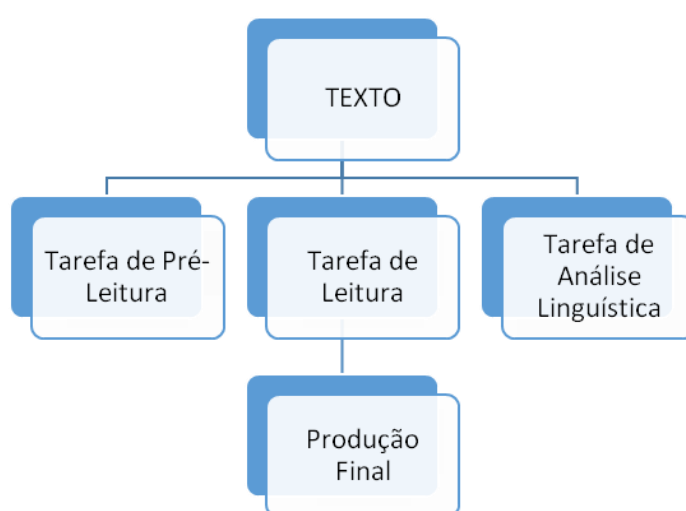 TEXTO
Tarefa de Pré-
Leitura
Tarefa de
Leitura
Tarefa de
Análise
Linguística
Produção
Final